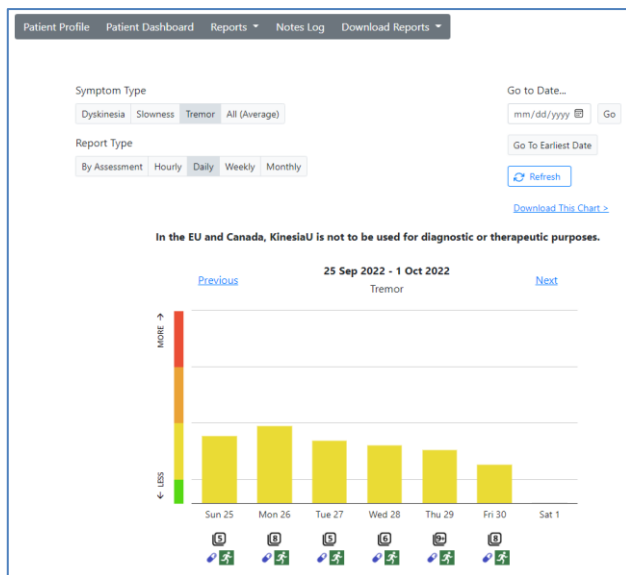 Patient Profile Patient Dashboard Reports Notes Log Download Reports
Symptom Type
Dyskinesia Slowness Tremor All (Average)
Report Type
By Assessment Hourly Daily Weekly Monthly
Go to Date...
mm/dd/yyyy Go
Go To Earliest Date
Refresh
Download This Chart >
In the EU and Canada, KinesiaU is not to be used for diagnostic or therapeutic purposes.
Previous 25 Sep 2022 - 1 Oct 2022 Next
Tremor
MORE →
← LESS
Sun 25 Mon 26 Tue 27 Wed 28 Thu 29 Fri 30 Sat 1
5 8 5 6 9+ 8